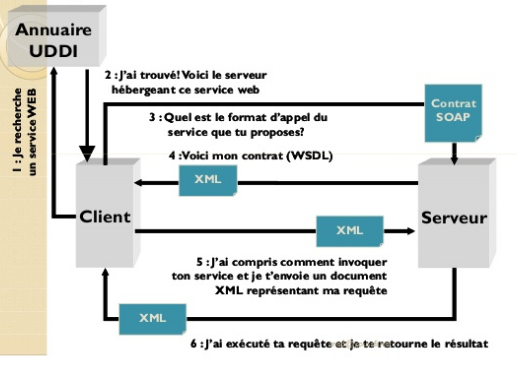 Annuaire
UDDI
1 : Je recherche
un service WEB
2 : J'ai trouvé! Voici le serveur
hébergeant ce service web
3 : Quel est le format d'appel du
service que tu proposes?
Contrat
SOAP
4 :Voici mon contrat (WSDL)
XML
Client
XML
Serveur
5 : J'ai compris comment invoquer
ton service et je t'envoie un document
XML représentant ma requête
XML
6 : J'ai exécuté ta requête et je te retourne le résultat